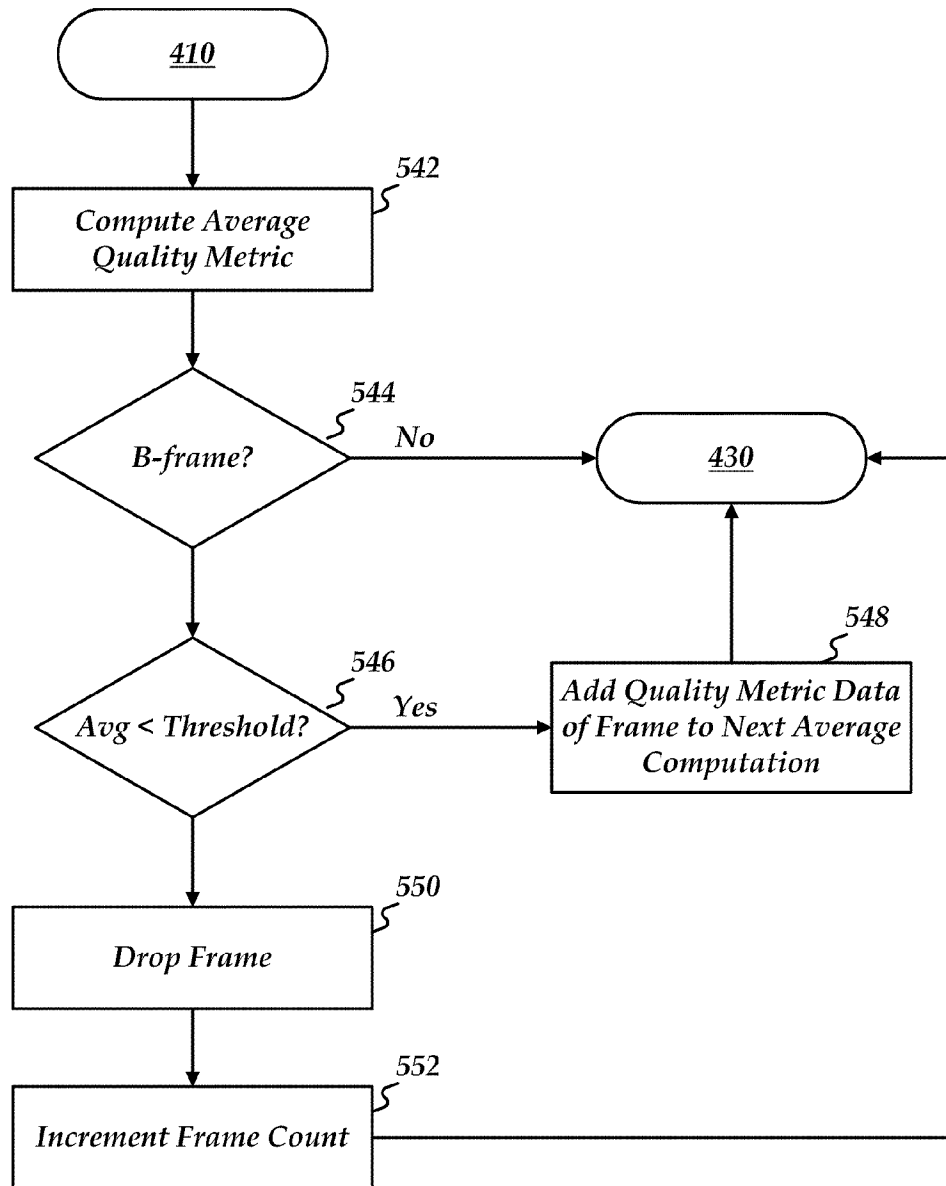 410
542
Compute Average
Quality Metric
544
B-frame?
No
430
546
Avg < Threshold?
Yes
548
Add Quality Metric Data
of Frame to Next Average
Computation
550
Drop Frame
552
Increment Frame Count